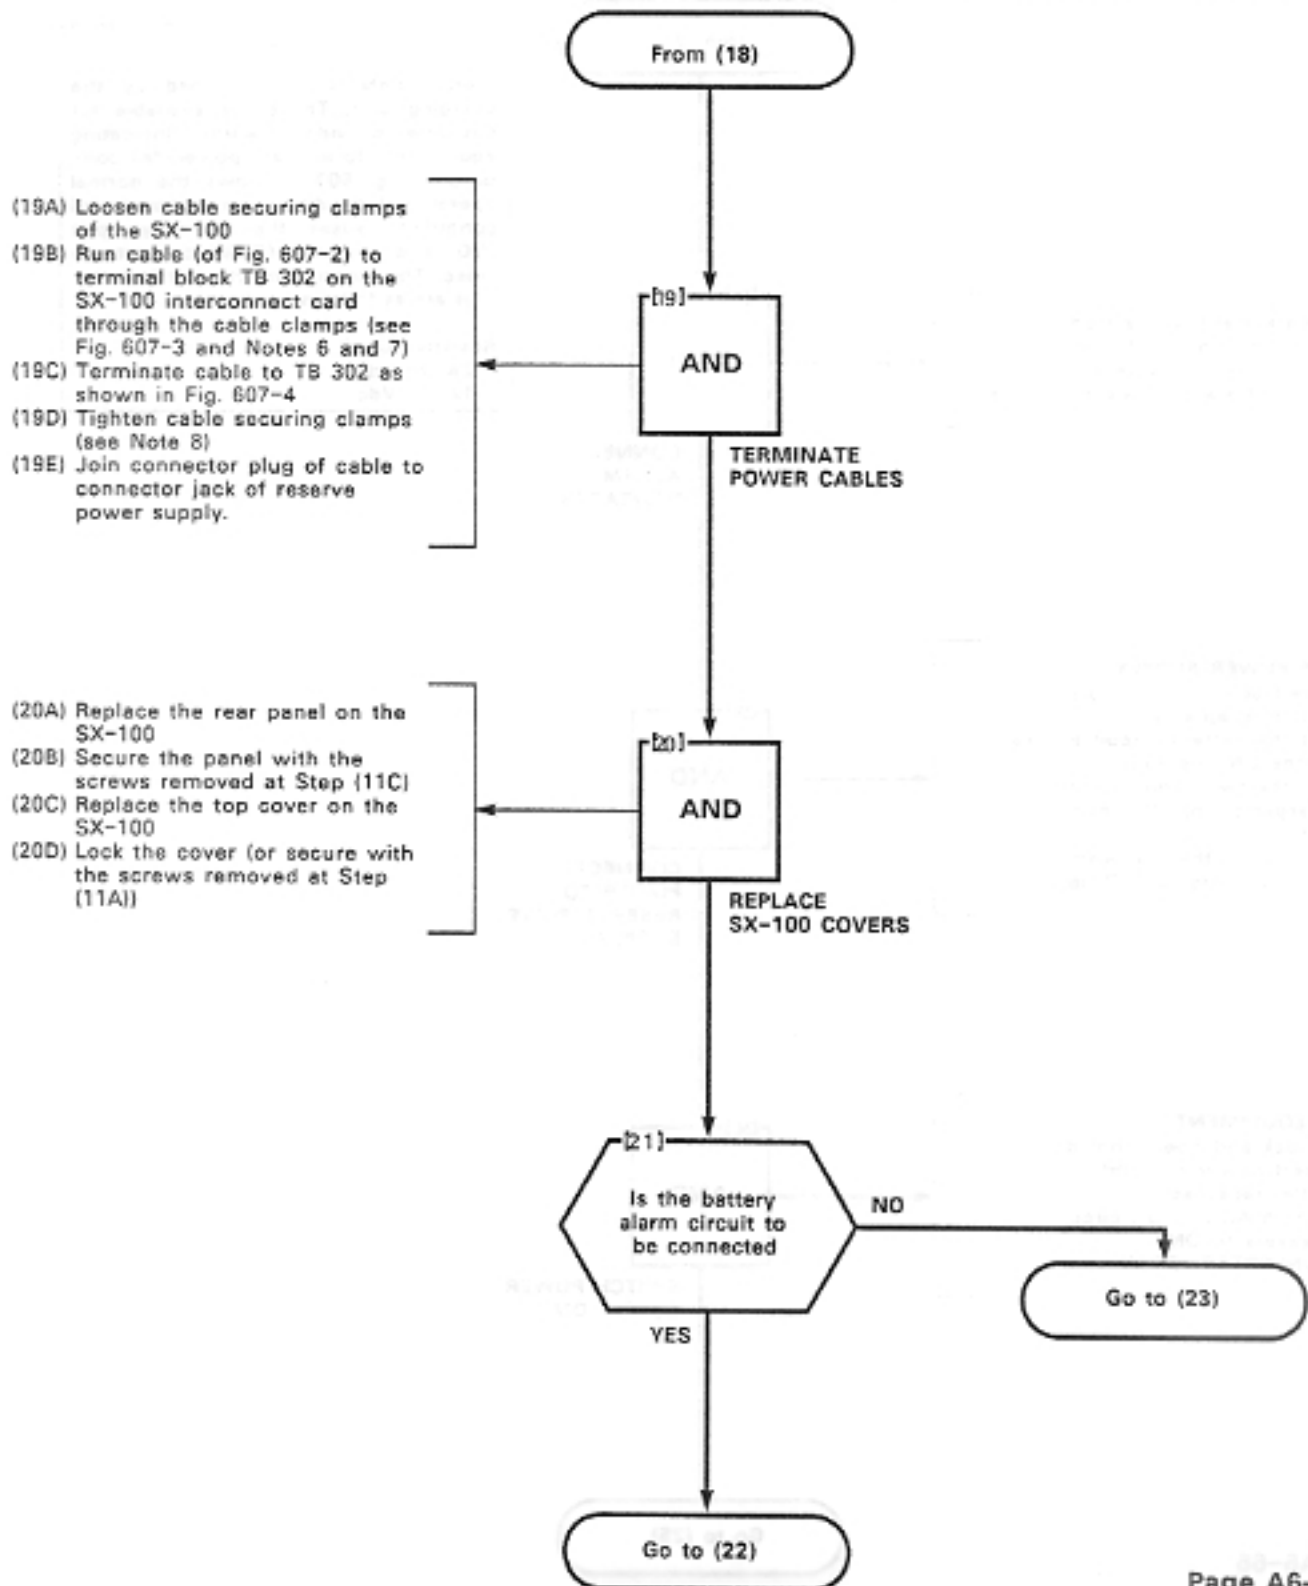 From (18)
(19A) Loosen cable securing clamps
of the SX-100
(19B) Run cable (of Fig. 607-2) to
terminal block TB 302 on the
SX-100 interconnect card
through the cable clamps (see
Fig. 607-3 and Notes 6 and 7)
(19C) Terminate cable to TB 302 as
shown in Fig. 607-4
(19D) Tighten cable securing clamps
(see Note 8)
(19E) Join connector plug of cable to
connector jack of reserve
power supply.
[19]
AND
TERMINATE
POWER CABLES
(20A) Replace the rear panel on the
SX-100
(20B) Secure the panel with the
screws removed at Step (11C)
(20C) Replace the top cover on the
SX-100
(20D) Lock the cover (or secure with
the screws removed at Step
(11A))
[20]
AND
REPLACE
SX-100 COVERS
[21]
Is the battery
alarm circuit to
be connected
NO
Go to (23)
YES
Go to (22)
Page A6-